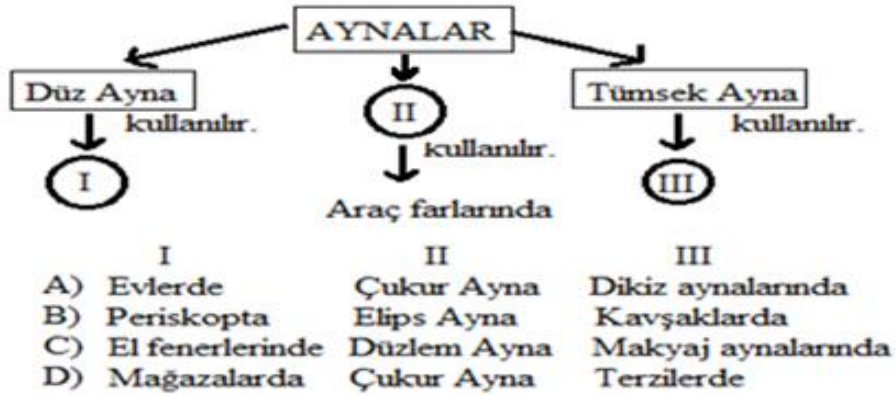 AYNALAR
Düz Ayna
II
Tümsek Ayna
kullanılır.
kullanılır.
kullanılır.
I
III
Araç farlarında
I II III
A) Evlerde Çukur Ayna Dikiz aynalarında
B) Periskopta Elips Ayna Kavşaklarda
C) El fenerlerinde Düzlem Ayna Makyaj aynalarında
D) Mağazalarda Çukur Ayna Terzilerde